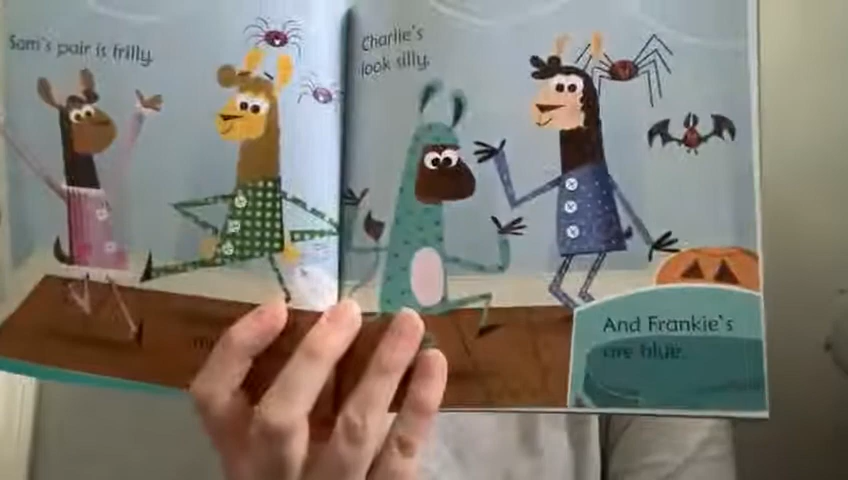 Sam's pair is frilly.
Charlie's
look silly.
And Frankie's
are blue.